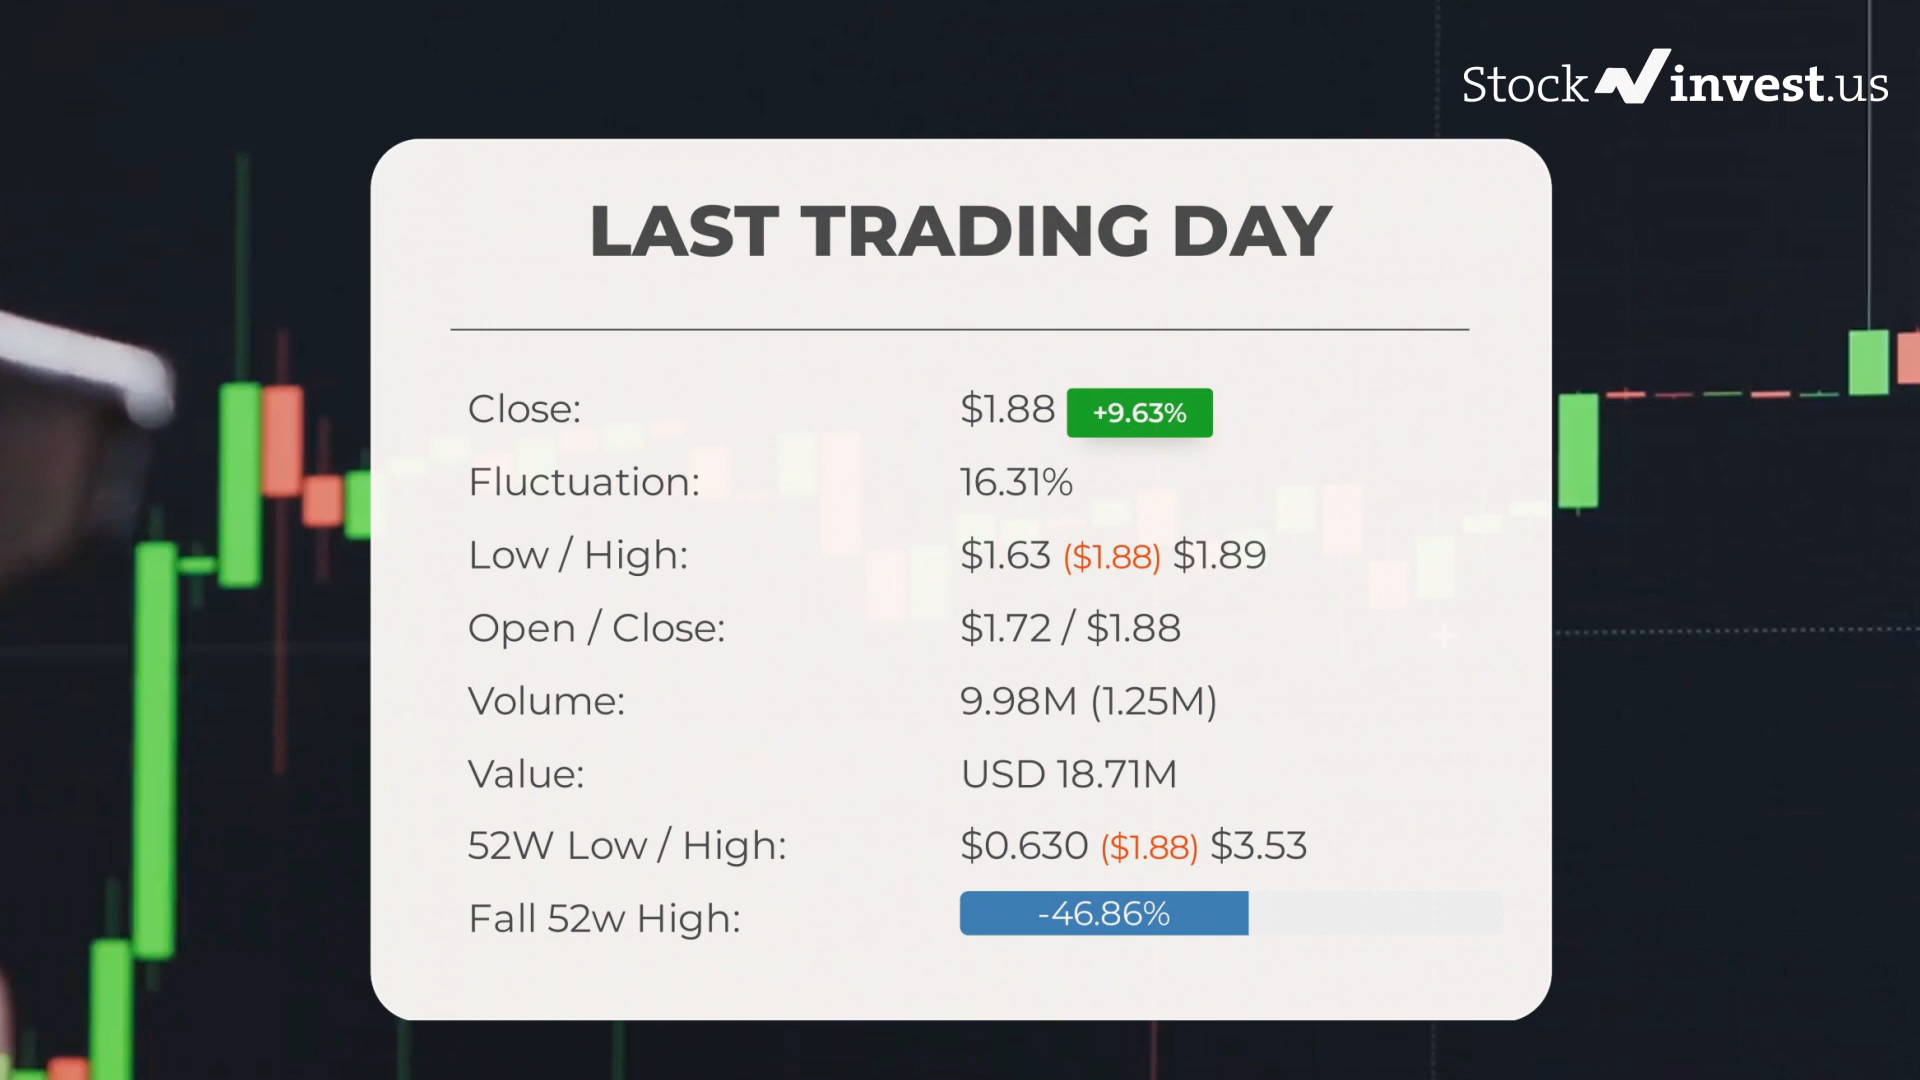 Stock invest.us
LAST TRADING DAY
Close: $1.88 +9.63%
Fluctuation: 16.31%
Low / High: $1.63 ($1.88) $1.89
Open / Close: $1.72 / $1.88
Volume: 9.98M (1.25M)
Value: USD 18.71M
52W Low / High: $0.630 ($1.88) $3.53
Fall 52w High: -46.86%